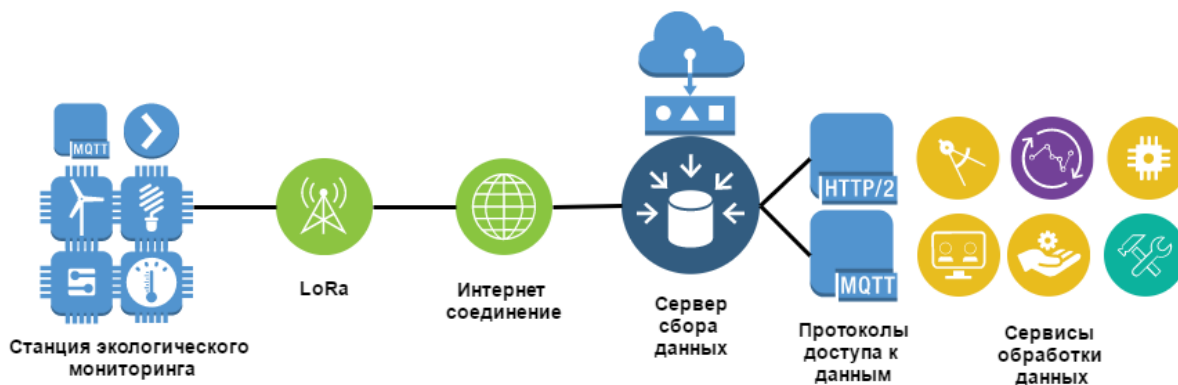 MQTT
HTTP/2
MQTT
LoRa
Интернет
соединение
Сервер
сбора
данных
Протоколы
доступа к
данным
Сервисы
обработки
данных
Станция экологического
мониторинга